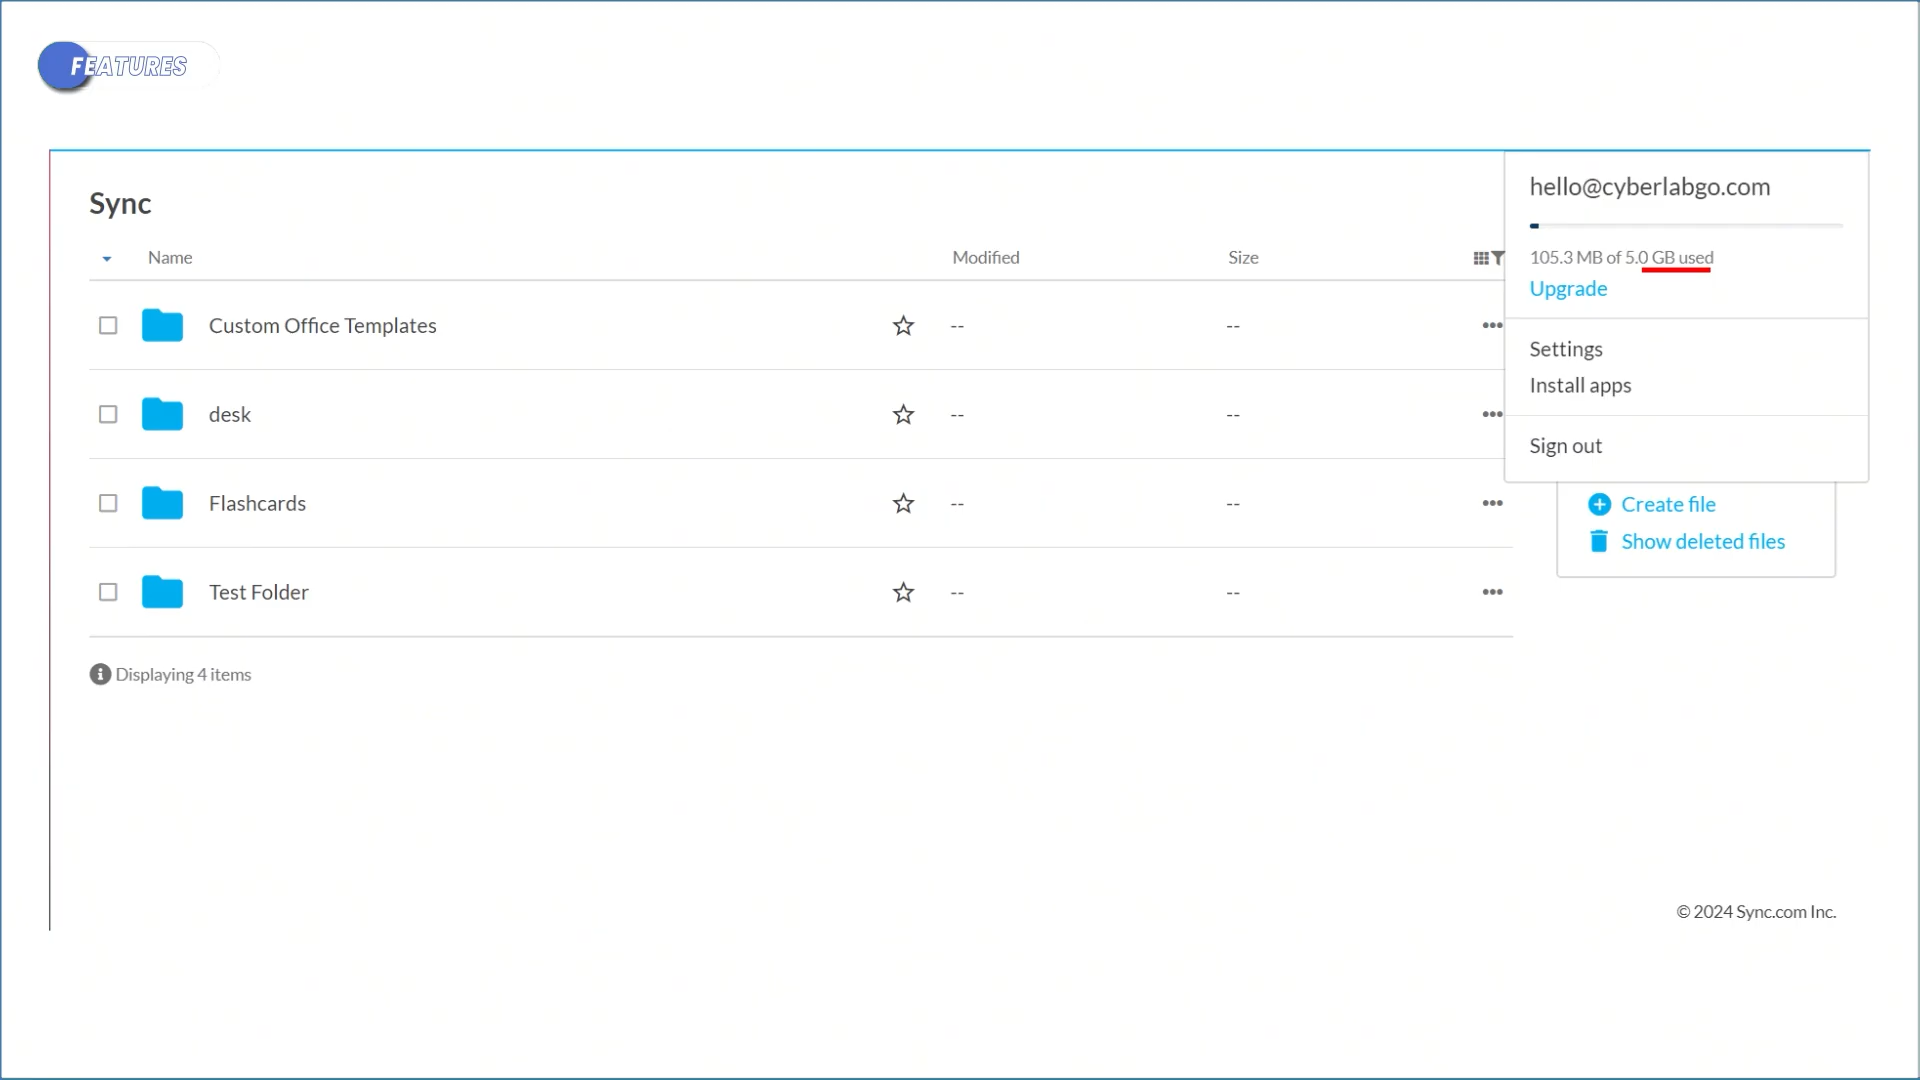 FEATURES
Sync
hello@cyberlabgo.com
Name Modified Size
105.3 MB of 5.0 GB used
Upgrade
Custom Office Templates -- --
Settings
Install apps
desk -- --
Sign out
Flashcards -- --
Create file
Show deleted files
Test Folder -- --
Displaying 4 items
© 2024 Sync.com Inc.